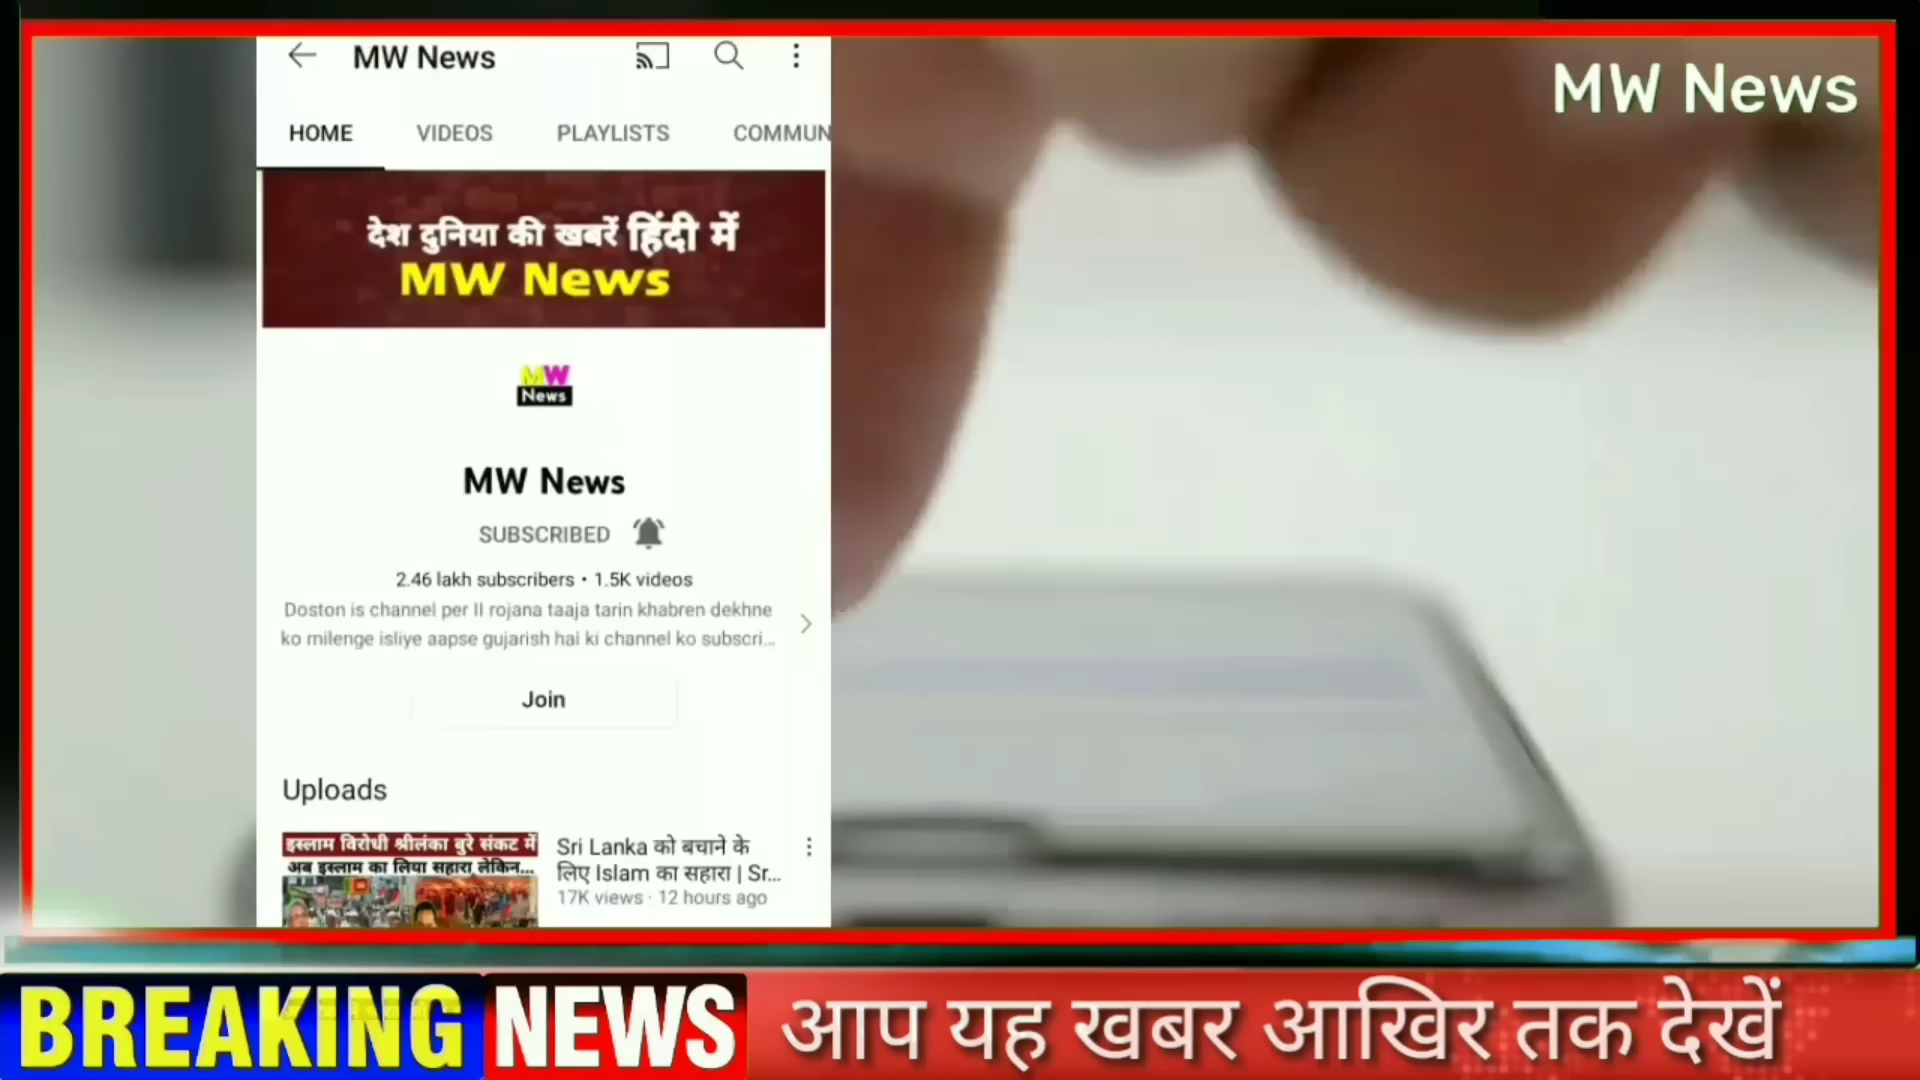 MW News
MW News
HOME VIDEOS PLAYLISTS COMMUN
देश दुनिया की खबरें हिंदी में
MW News
MW
News
MW News
SUBSCRIBED
2.46 lakh subscribers • 1.5K videos
Doston is channel per II rojana taaja tarin khabren dekhne
ko milenge isliye aapse gujarish hai ki channel ko subscri...
Join
Uploads
इस्लाम विरोधी श्रीलंका बुरे संकट में
अब इस्लाम का लिया सहारा लेकिन...
Sri Lanka को बचाने के
लिए Islam का सहारा | Sr...
17K views · 12 hours ago
BREAKING NEWS आप यह खबर आखिर तक देखें